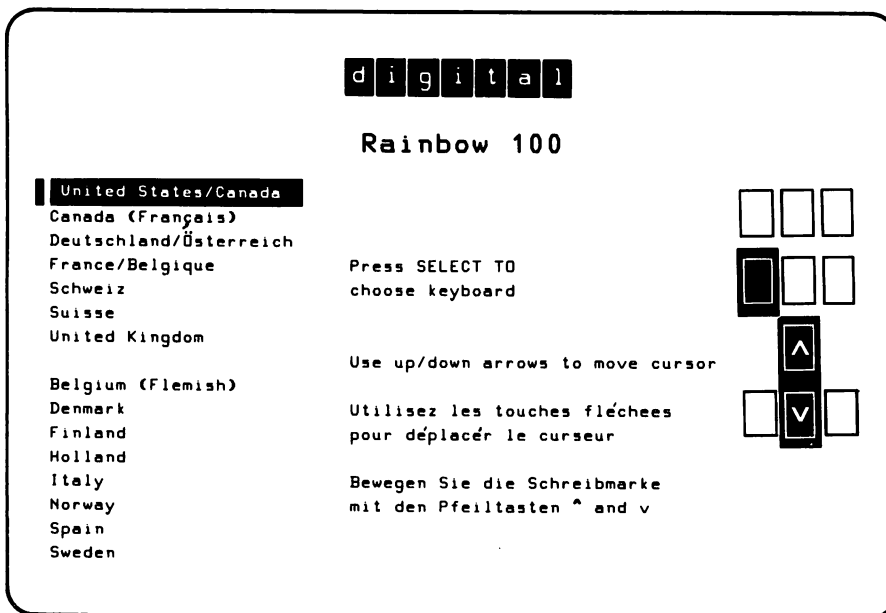 digital
Rainbow 100
United States/Canada
Canada (Français)
Deutschland/Österreich
France/Belgique
Schweiz
Suisse
United Kingdom
Belgium (Flemish)
Denmark
Finland
Holland
Italy
Norway
Spain
Sweden
Press SELECT TO
choose keyboard
Use up/down arrows to move cursor
Utilisez les touches fléchees
pour déplacér le curseur
Bewegen Sie die Schreibmarke
mit den Pfeiltasten ^ and v
^
v